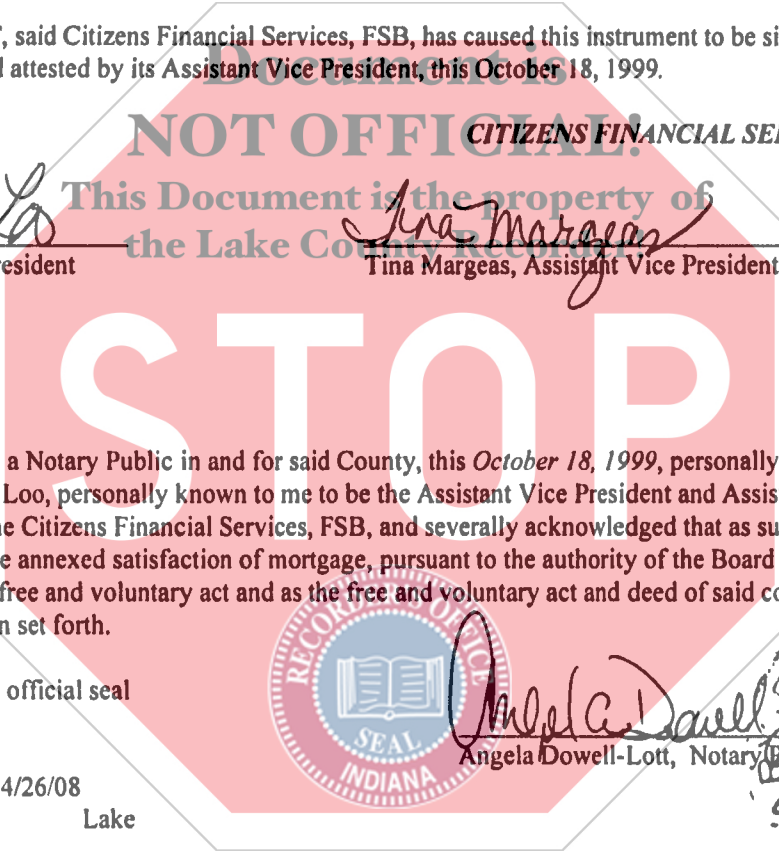 , said Citizens Financial Services, FSB, has caused this instrument to be si
attested by its Assistant Vice President, this October 18, 1999.
Document is
NOT OFFICIAL!
CITIZENS FINANCIAL SE
This Document is the property of
the Lake County Recorder!
Tina Margeas
resident
Tina Margeas, Assistant Vice President
STOP
a Notary Public in and for said County, this October 18, 1999, personally
Loo, personally known to me to be the Assistant Vice President and Assis
e Citizens Financial Services, FSB, and severally acknowledged that as su
e annexed satisfaction of mortgage, pursuant to the authority of the Board
free and voluntary act and as the free and voluntary act and deed of said co
n set forth.
RECORDER'S OFFICE
SEAL
INDIANA
official seal
Angela Dowell-Lott, Notary
4/26/08
Lake